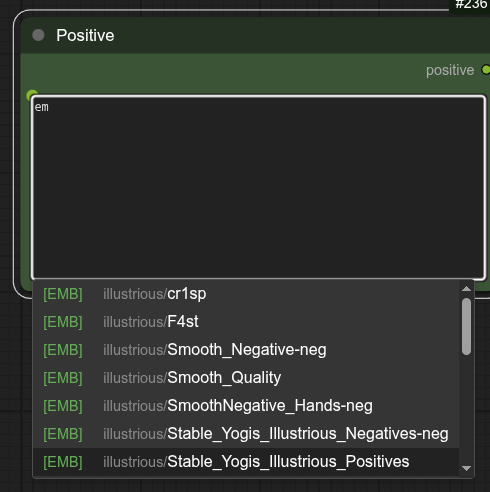 #236
Positive
positive
em
[EMB] illustrious/cr1sp
[EMB] illustrious/F4st
[EMB] illustrious/Smooth_Negative-neg
[EMB] illustrious/Smooth_Quality
[EMB] illustrious/SmoothNegative_Hands-neg
[EMB] illustrious/Stable_Yogis_Illustrious_Negatives-neg
[EMB] illustrious/Stable_Yogis_Illustrious_Positives